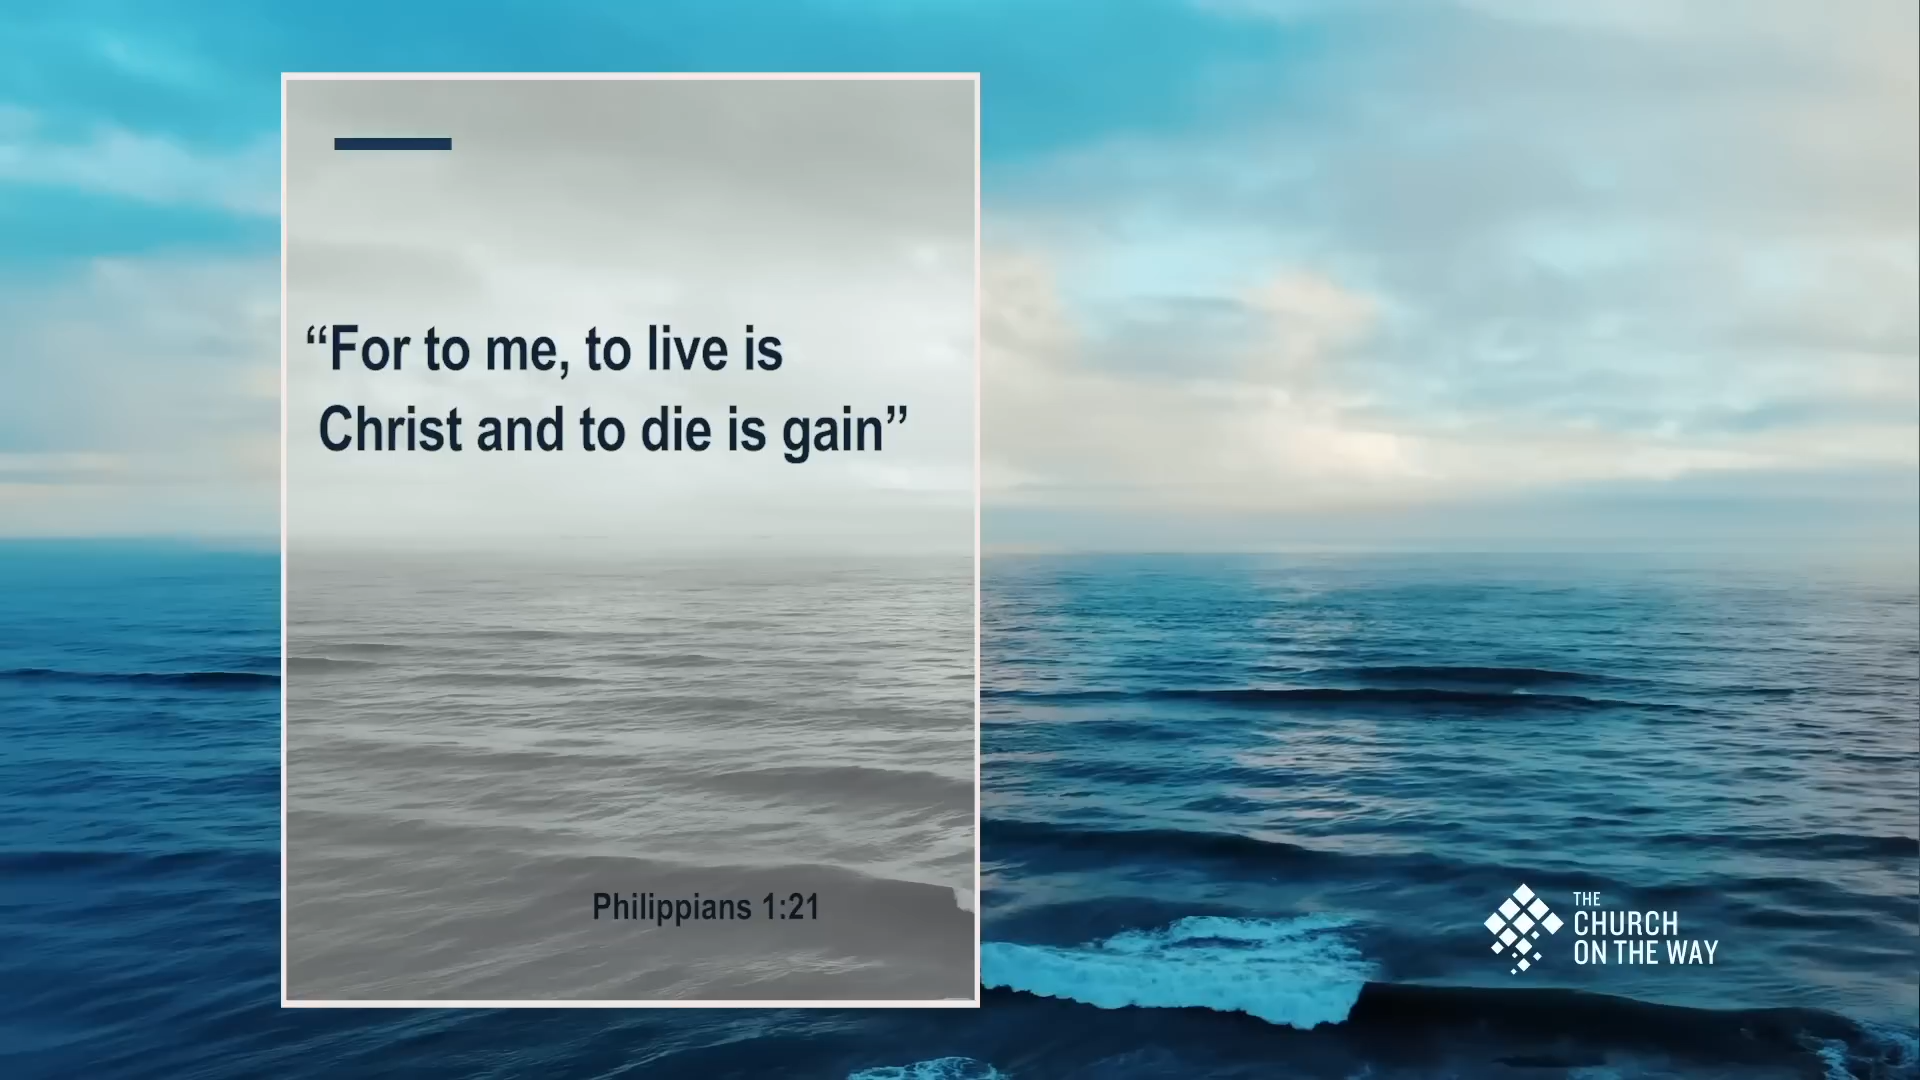 “For to me, to live is
Christ and to die is gain”
Philippians 1:21
THE
CHURCH
ON THE WAY